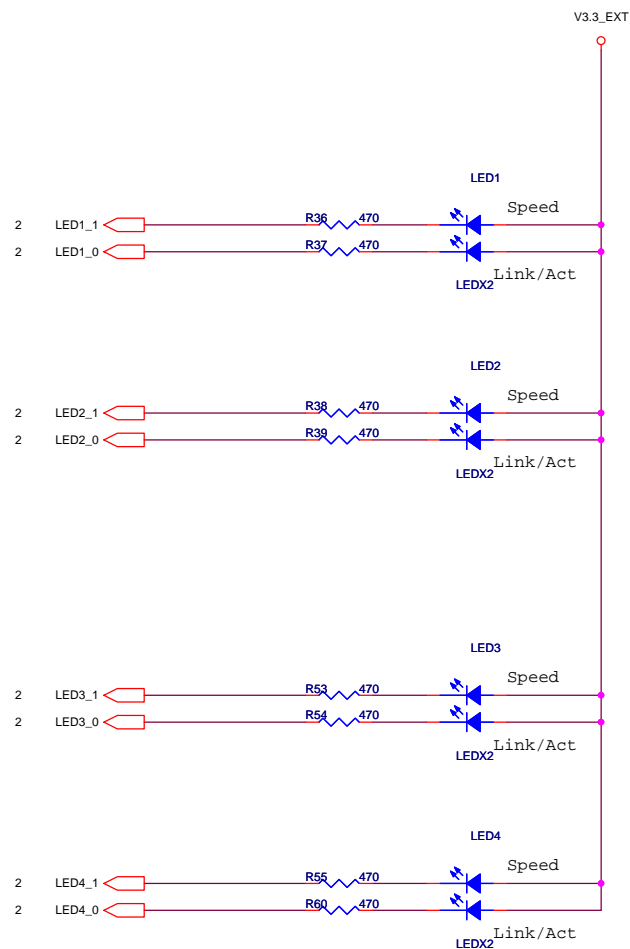 V3.3_EXT
LED1
Speed
2 LED1_1 R36 470
2 LED1_0 R37 470
Link/Act
LEDX2
LED2
Speed
2 LED2_1 R38 470
2 LED2_0 R39 470
Link/Act
LEDX2
LED3
Speed
2 LED3_1 R53 470
2 LED3_0 R54 470
Link/Act
LEDX2
LED4
Speed
2 LED4_1 R55 470
2 LED4_0 R60 470
Link/Act
LEDX2